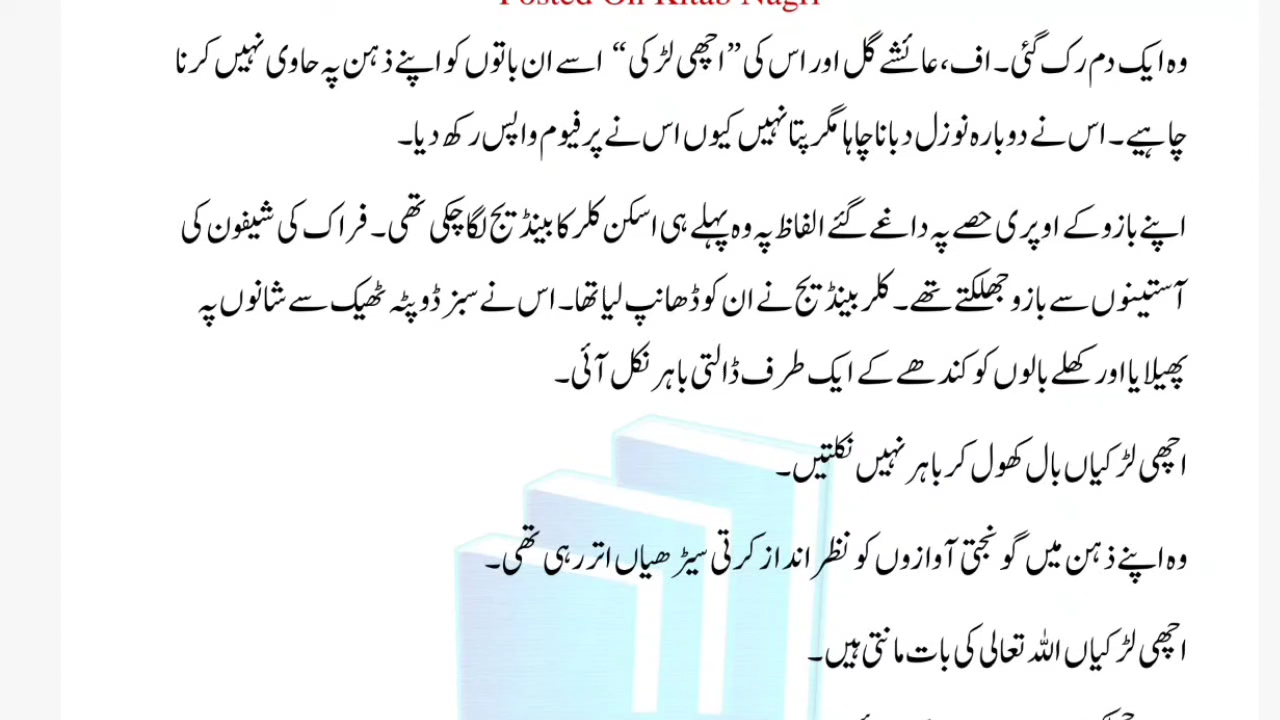 Posted On Kitab Nagri
وہ ایک دم رک گئی۔ اف، عائشے گل اور اس کی ”اچھی لڑکی“ اسے ان باتوں کو اپنے ذہن پہ حاوی نہیں کرنا
چاہیے۔ اس نے دوبارہ نوزل دبانا چاہا مگر پتا نہیں کیوں اس نے پرفیوم واپس رکھ دیا۔
اپنے بازو کے اوپری حصے پہ داغے گئے الفاظ پہ وہ پہلے ہی اسکن کلر کا بینڈیج لگا چکی تھی۔ فراک کی شیفون کی
آستینوں سے بازو جھلکتے تھے۔ کلر بینڈیج نے ان کو ڈھانپ لیا تھا۔ اس نے سبز ڈوپٹہ ٹھیک سے شانوں پہ
پھیلایا اور کھلے بالوں کو کندھے کے ایک طرف ڈالتی باہر نکل آئی۔
اچھی لڑکیاں بال کھول کر باہر نہیں نکلتیں۔
وہ اپنے ذہن میں گونجتی آوازوں کو نظر انداز کرتی سیڑھیاں اتر رہی تھی۔
اچھی لڑکیاں اللہ تعالی کی بات مانتی ہیں۔